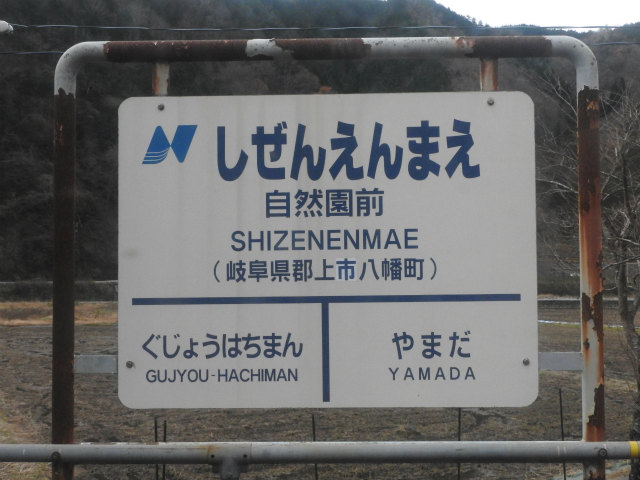 しぜんえんまえ
自然園前
SHIZENENMAE
(岐阜県郡上市八幡町)
ぐじょうはちまん
GUJYOU-HACHIMAN
やまだ
YAMADA